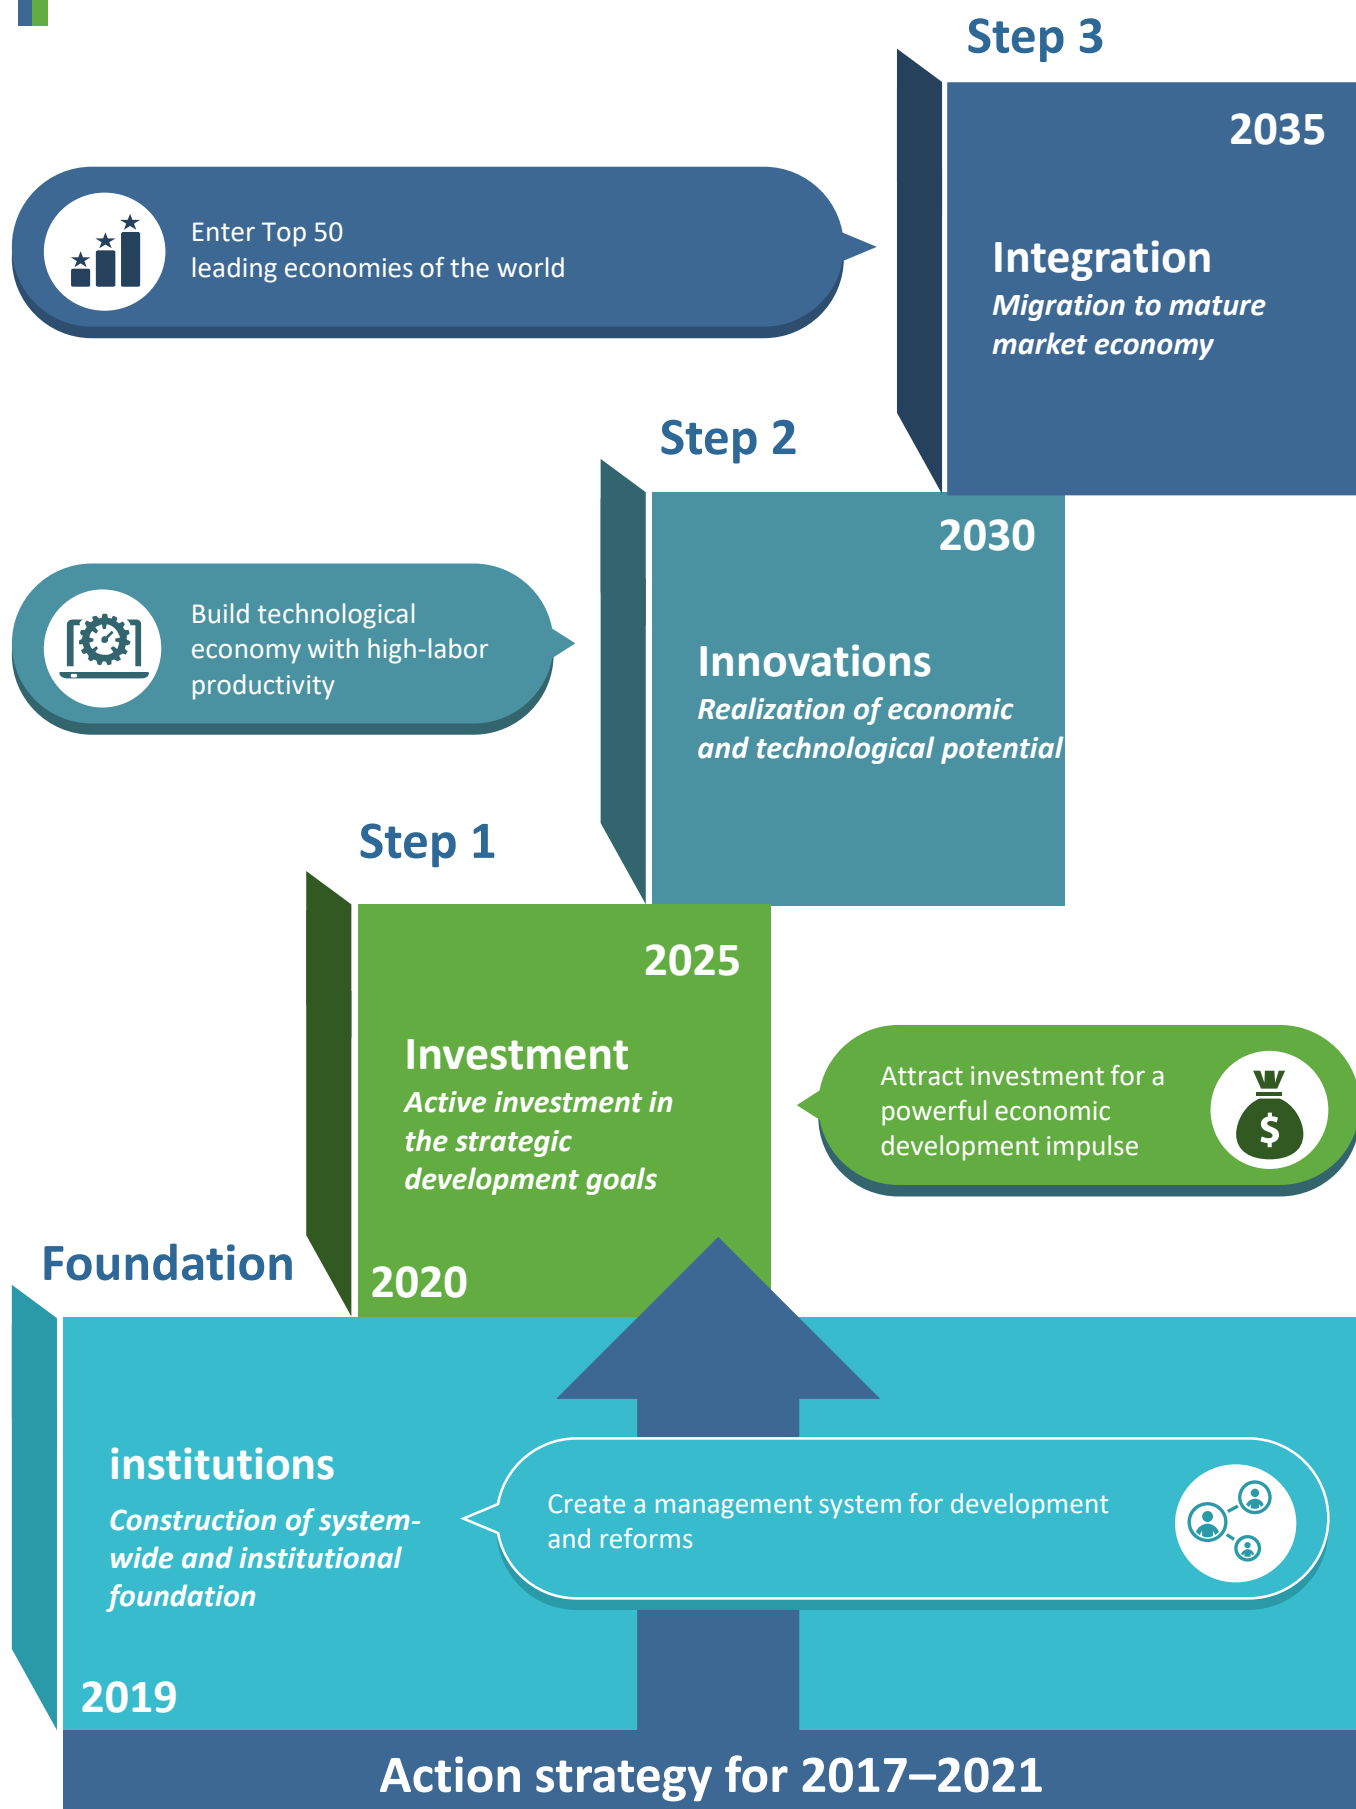 Step 3
2035
Enter Top 50
leading economies of the world
Integration
Migration to mature
market economy
Step 2
2030
Build technological
economy with high-labor
productivity
Innovations
Realization of economic
and technological potential
Step 1
2025
Investment
Active investment in
the strategic
development goals
Attract investment for a
powerful economic
development impulse
$
2020
Foundation
institutions
Construction of system-
wide and institutional
foundation
Create a management system for development
and reforms
2019
Action strategy for 2017–2021